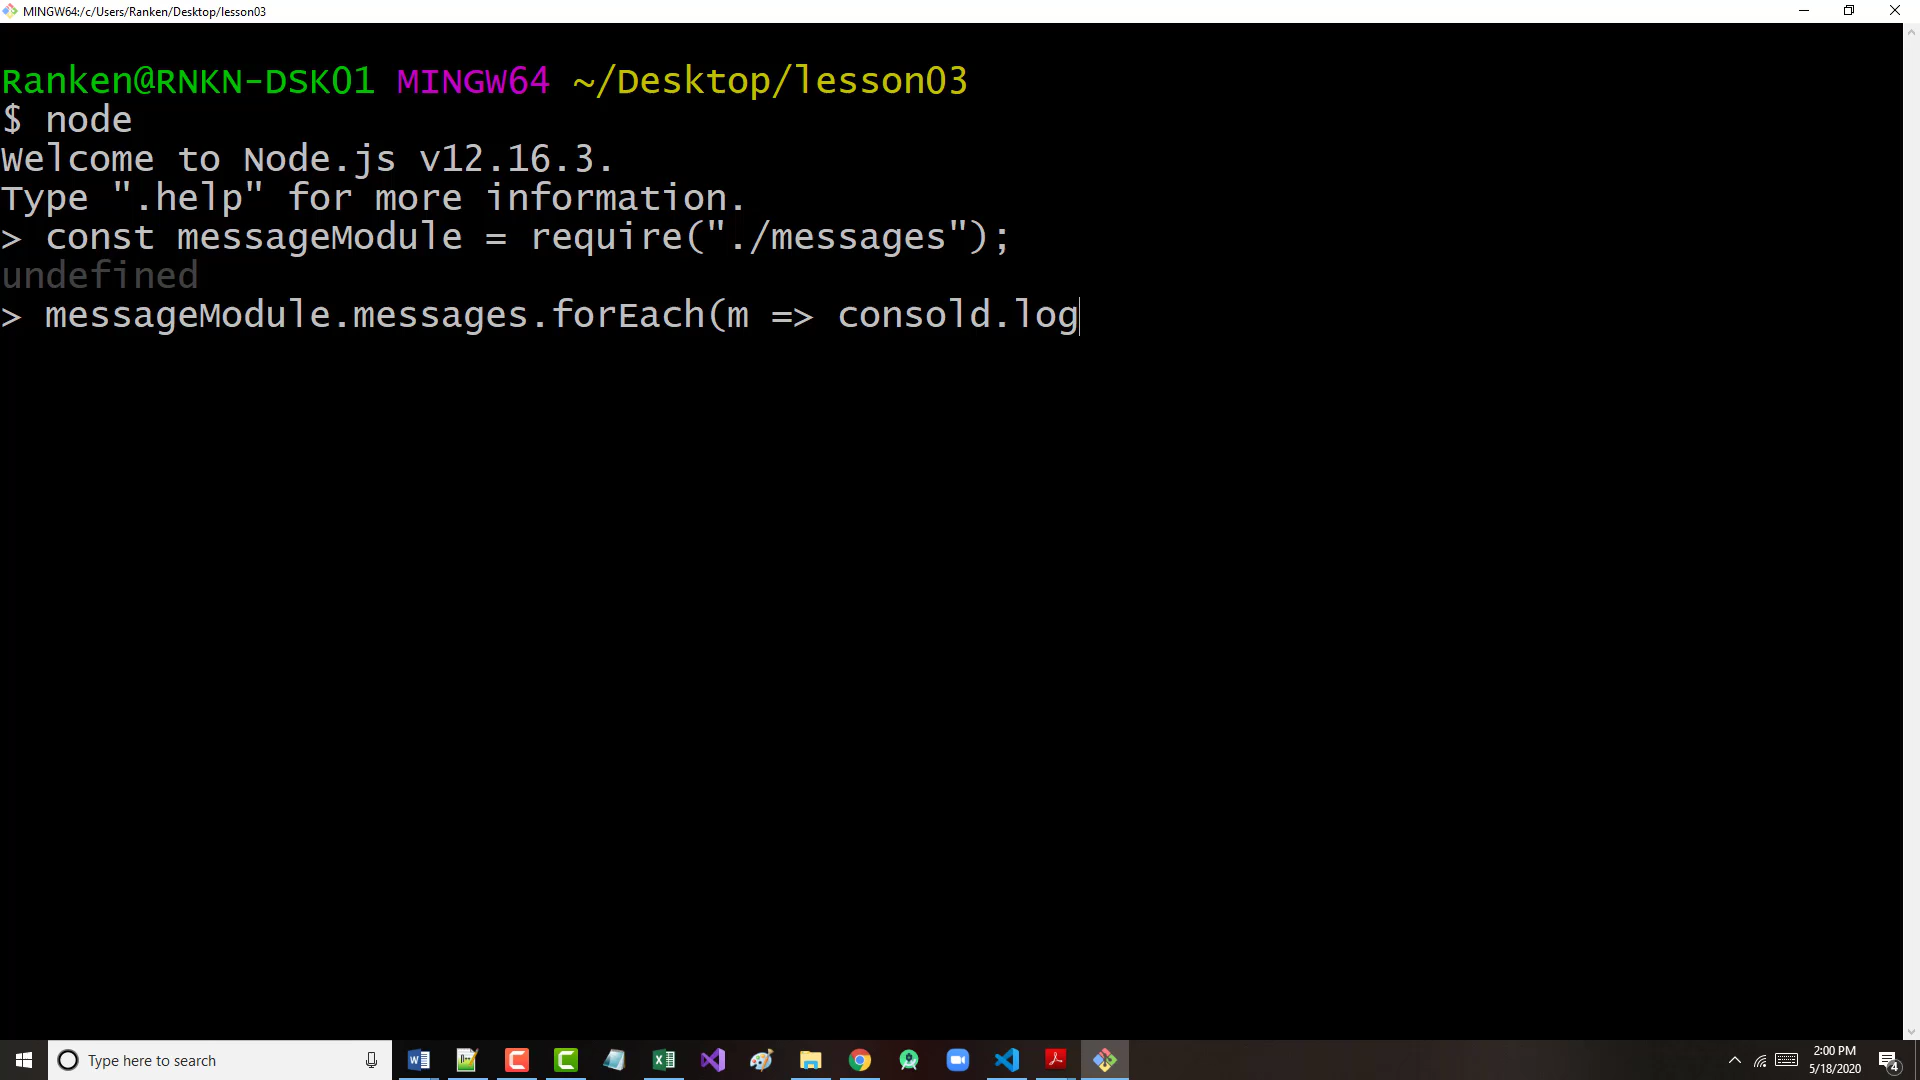 MINGW64:/c/Users/Ranken/Desktop/lesson03
Ranken@RNKN-DSK01 MINGW64 ~/Desktop/lesson03
$ node
Welcome to Node.js v12.16.3.
Type ".help" for more information.
> const messageModule = require("./messages");
undefined
> messageModule.messages.forEach(m => consold.log
Type here to search
2:00 PM
5/18/2020
4